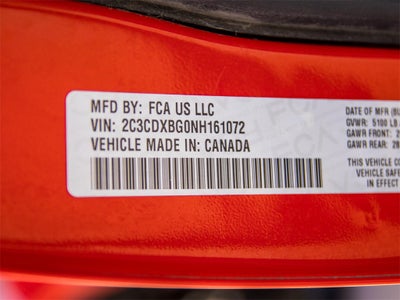 MFD BY: FCA US LLC
VIN: 2C3CDXBG0NH161072
VEHICLE MADE IN: CANADA
DATE OF MFR
GVWR: 5100 LB
GAWR FRONT:
GAWR REAR:
THIS VEHICLE
VEHICLE SAFE
IN EFFECT